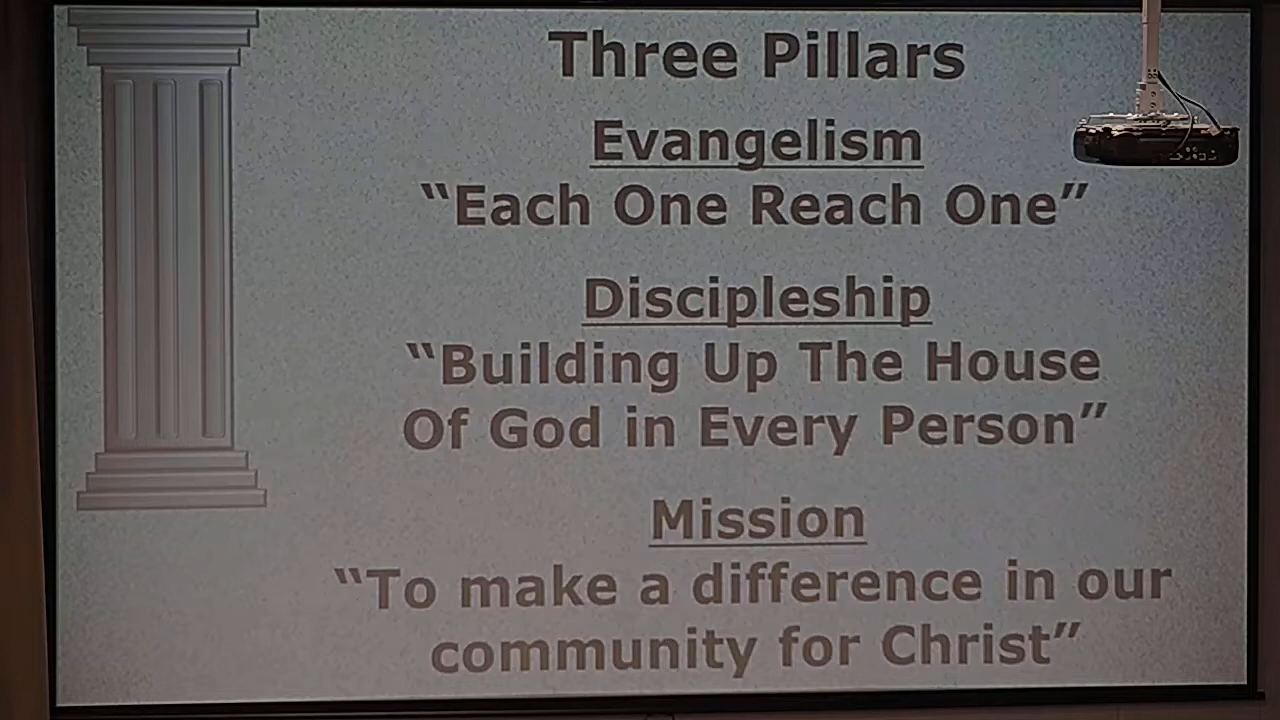 Three Pillars
Evangelism
“Each One Reach One”
Discipleship
“Building Up The House
Of God in Every Person”
Mission
“To make a difference in our
community for Christ”